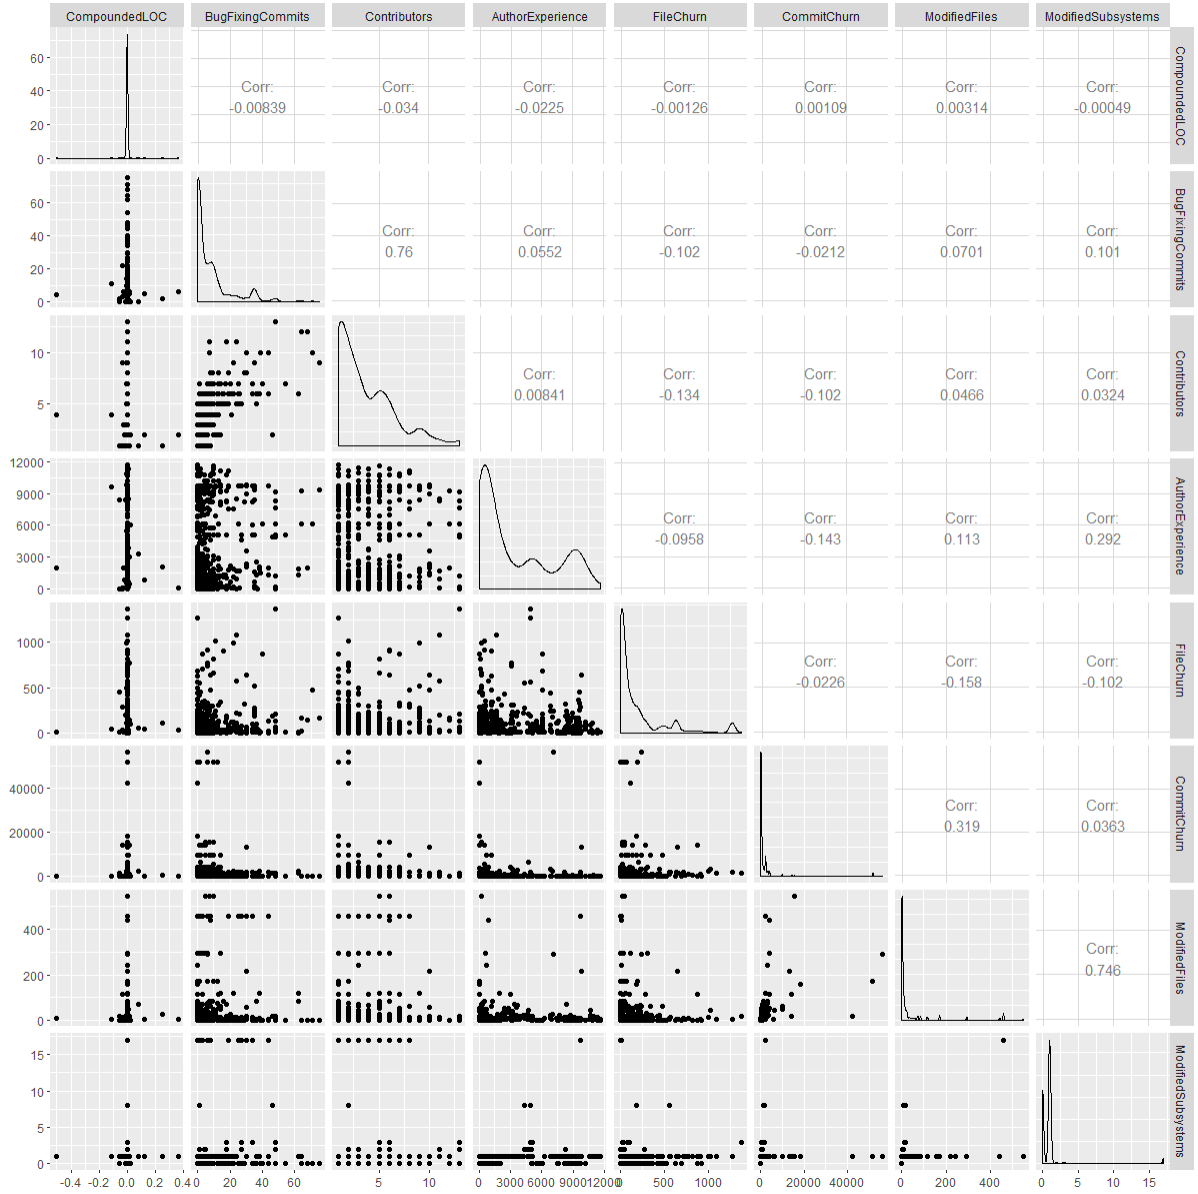 CompoundedLOC BugFixingCommits Contributors AuthorExperience FileChurn CommitChurn ModifiedFiles ModifiedSubsystems
60
40
20
0
Corr: Corr: Corr: Corr: Corr: Corr: Corr:
-0.00839 -0.034 -0.0225 -0.00126 0.00109 0.00314 -0.00049
CompoundedLOC
60
40
20
0
Corr: Corr: Corr: Corr: Corr: Corr:
0.76 0.0552 -0.102 -0.0212 0.0701 0.101
BugFixingCommits
10
5
Corr: Corr: Corr: Corr: Corr:
0.00841 -0.134 -0.102 0.0466 0.0324
Contributors
12000
9000
6000
3000
0
Corr: Corr: Corr: Corr:
-0.0958 -0.143 0.113 0.292
AuthorExperience
1000
500
0
Corr: Corr: Corr:
-0.0226 -0.158 -0.102
FileChurn
40000
20000
0
Corr: Corr:
0.319 0.0363
CommitChurn
400
200
0
Corr:
0.746
ModifiedFiles
15
10
5
0
ModifiedSubsystems
-0.4 -0.2 0.0 0.2 0.4 0 20 40 60 5 10 0 3000 6000 9000 12000 0 500 1000 0 20000 40000 0 200 400 0 5 10 15